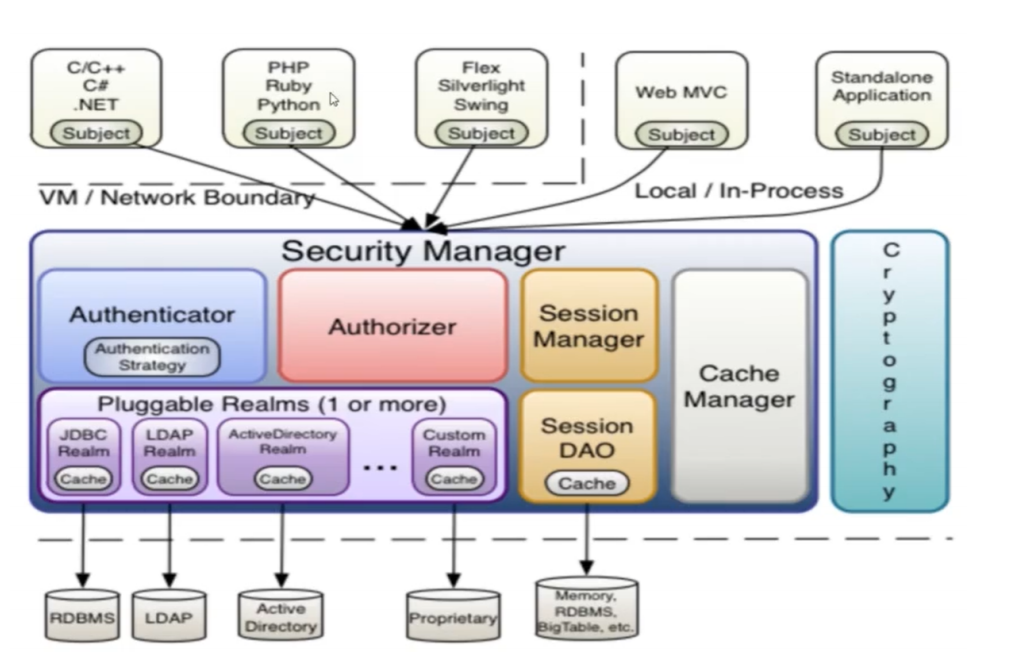 C/C++
C#
.NET
Subject
PHP
Ruby
Python
Subject
Flex
Silverlight
Swing
Subject
Web MVC
Subject
Standalone
Application
Subject
VM / Network Boundary
Local / In-Process
Security Manager
Authenticator
Authentication
Strategy
Authorizer
Session
Manager
Cache
Manager
Cryptography
Pluggable Realms (1 or more)
JDBC
Realm
Cache
LDAP
Realm
Cache
ActiveDirectory
Realm
Cache
...
Custom
Realm
Cache
Session
DAO
Cache
RDBMS
LDAP
Active
Directory
Proprietary
Memory,
RDBMS,
BigTable, etc.